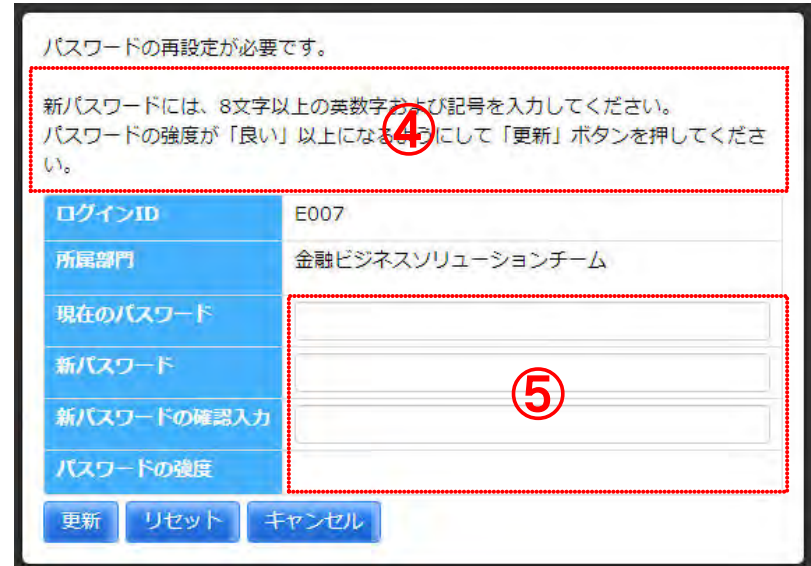 パスワードの再設定が必要です。
新パスワードには、8文字以上の英数字および記号を入力してください。
パスワードの強度が「良い」以上になるようにして「更新」ボタンを押してくださ
い。
④
ログインID E007
所属部門 金融ビジネスソリューションチーム
現在のパスワード
新パスワード
⑤
新パスワードの確認入力
パスワードの強度
更新 リセット キャンセル